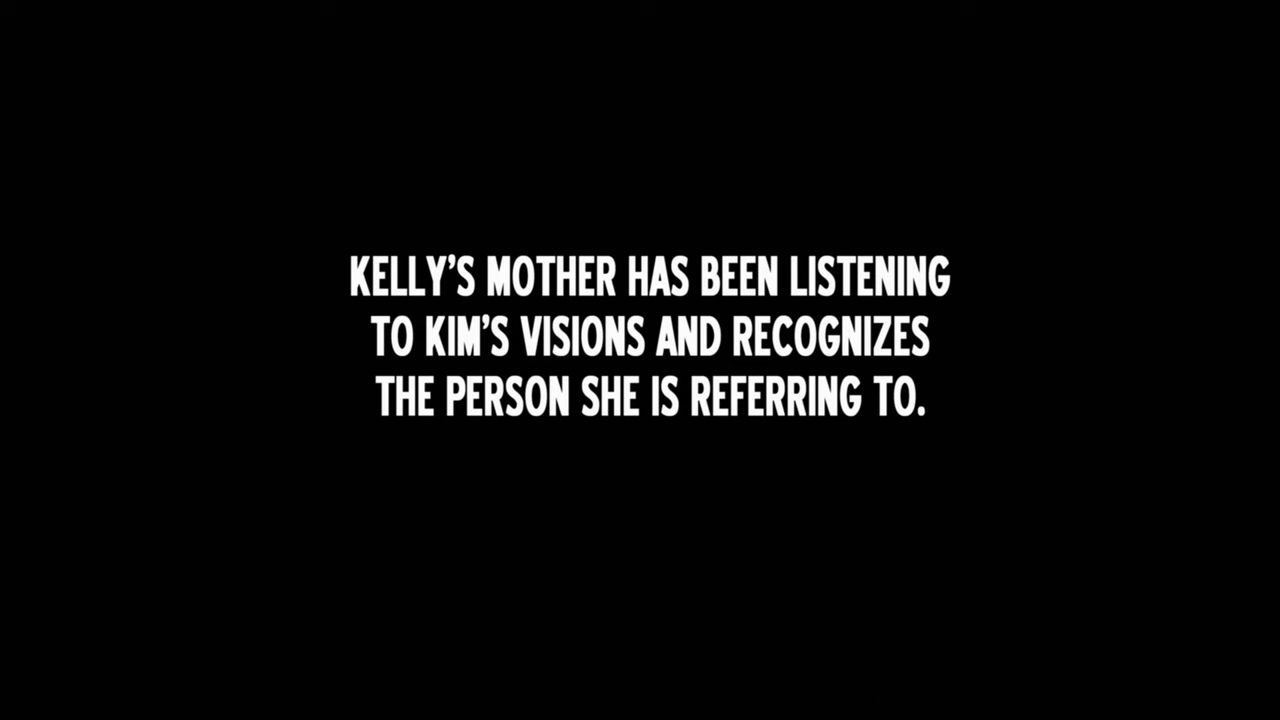 KELLY’S MOTHER HAS BEEN LISTENING
TO KIM’S VISIONS AND RECOGNIZES
THE PERSON SHE IS REFERRING TO.